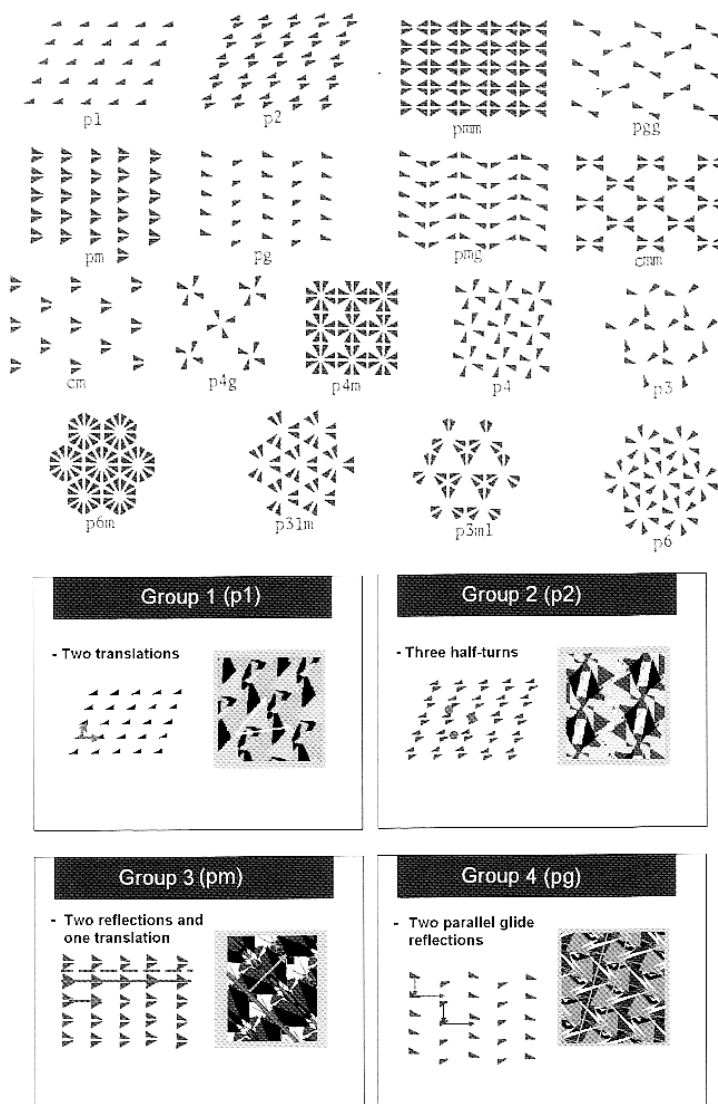 p1 p2 pmm pgg
pm pg pmg cmm
cm p4g p4m p4 p3
p6m p31m p3m1 p6
Group 1 (p1)
- Two translations
Group 2 (p2)
- Three half-turns
Group 3 (pm)
- Two reflections and
one translation
Group 4 (pg)
- Two parallel glide
reflections